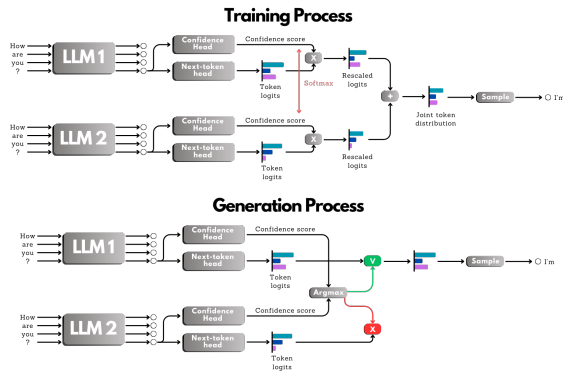 Training Process
How
are
you
?
LLM 1
Confidence
Head
Confidence score
Next-token
head
Token
logits
X
Rescaled
logits
Softmax
+
Joint token
distribution
Sample
I'm
How
are
you
?
LLM 2
Confidence
Head
Confidence score
Next-token
head
Token
logits
X
Rescaled
logits
Generation Process
How
are
you
?
LLM 1
Confidence
Head
Confidence score
Next-token
head
Token
logits
Argmax
V
Sample
I'm
How
are
you
?
LLM 2
Confidence
Head
Confidence score
Next-token
head
Token
logits
X